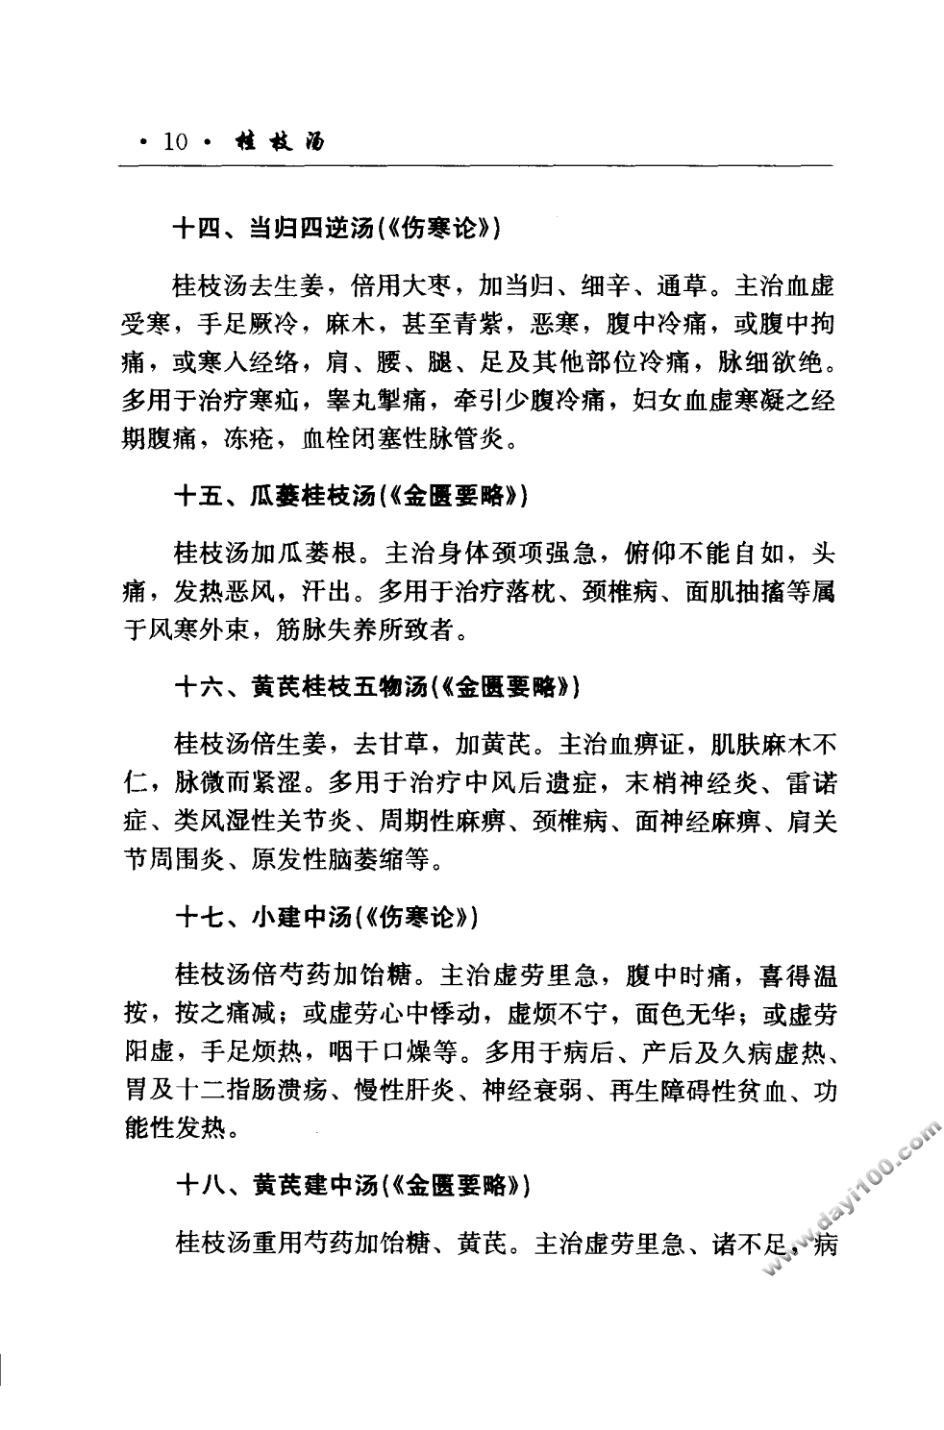 ·10· 桂枝汤
十四、当归四逆汤(《伤寒论》)
桂枝汤去生姜，倍用大枣，加当归、细辛、通草。主治血虚
受寒，手足厥冷，麻木，甚至青紫，恶寒，腹中冷痛，或腹中拘
痛，或寒入经络，肩、腰、腿、足及其他部位冷痛，脉细欲绝。
多用于治疗寒疝，睾丸掣痛，牵引少腹冷痛，妇女血虚寒凝之经
期腹痛，冻疮，血栓闭塞性脉管炎。
十五、瓜蒌桂枝汤(《金匮要略》)
桂枝汤加瓜蒌根。主治身体颈项强急，俯仰不能自如，头
痛，发热恶风，汗出。多用于治疗落枕、颈椎病、面肌抽搐等属
于风寒外束，筋脉失养所致者。
十六、黄芪桂枝五物汤(《金匮要略》)
桂枝汤倍生姜，去甘草，加黄芪。主治血痹证，肌肤麻木不
仁，脉微而紧涩。多用于治疗中风后遗症，末梢神经炎、雷诺
症、类风湿性关节炎、周期性麻痹、颈椎病、面神经麻痹、肩关
节周围炎、原发性脑萎缩等。
十七、小建中汤(《伤寒论》)
桂枝汤倍芍药加饴糖。主治虚劳里急，腹中时痛，喜得温
按，按之痛减；或虚劳心中悸动，虚烦不宁，面色无华；或虚劳
阳虚，手足烦热，咽干口燥等。多用于病后、产后及久病虚热、
胃及十二指肠溃疡、慢性肝炎、神经衰弱、再生障碍性贫血、功
能性发热。
十八、黄芪建中汤(《金匮要略》)
桂枝汤重用芍药加饴糖、黄芪。主治虚劳里急、诸不足，病
www.dayi100.com